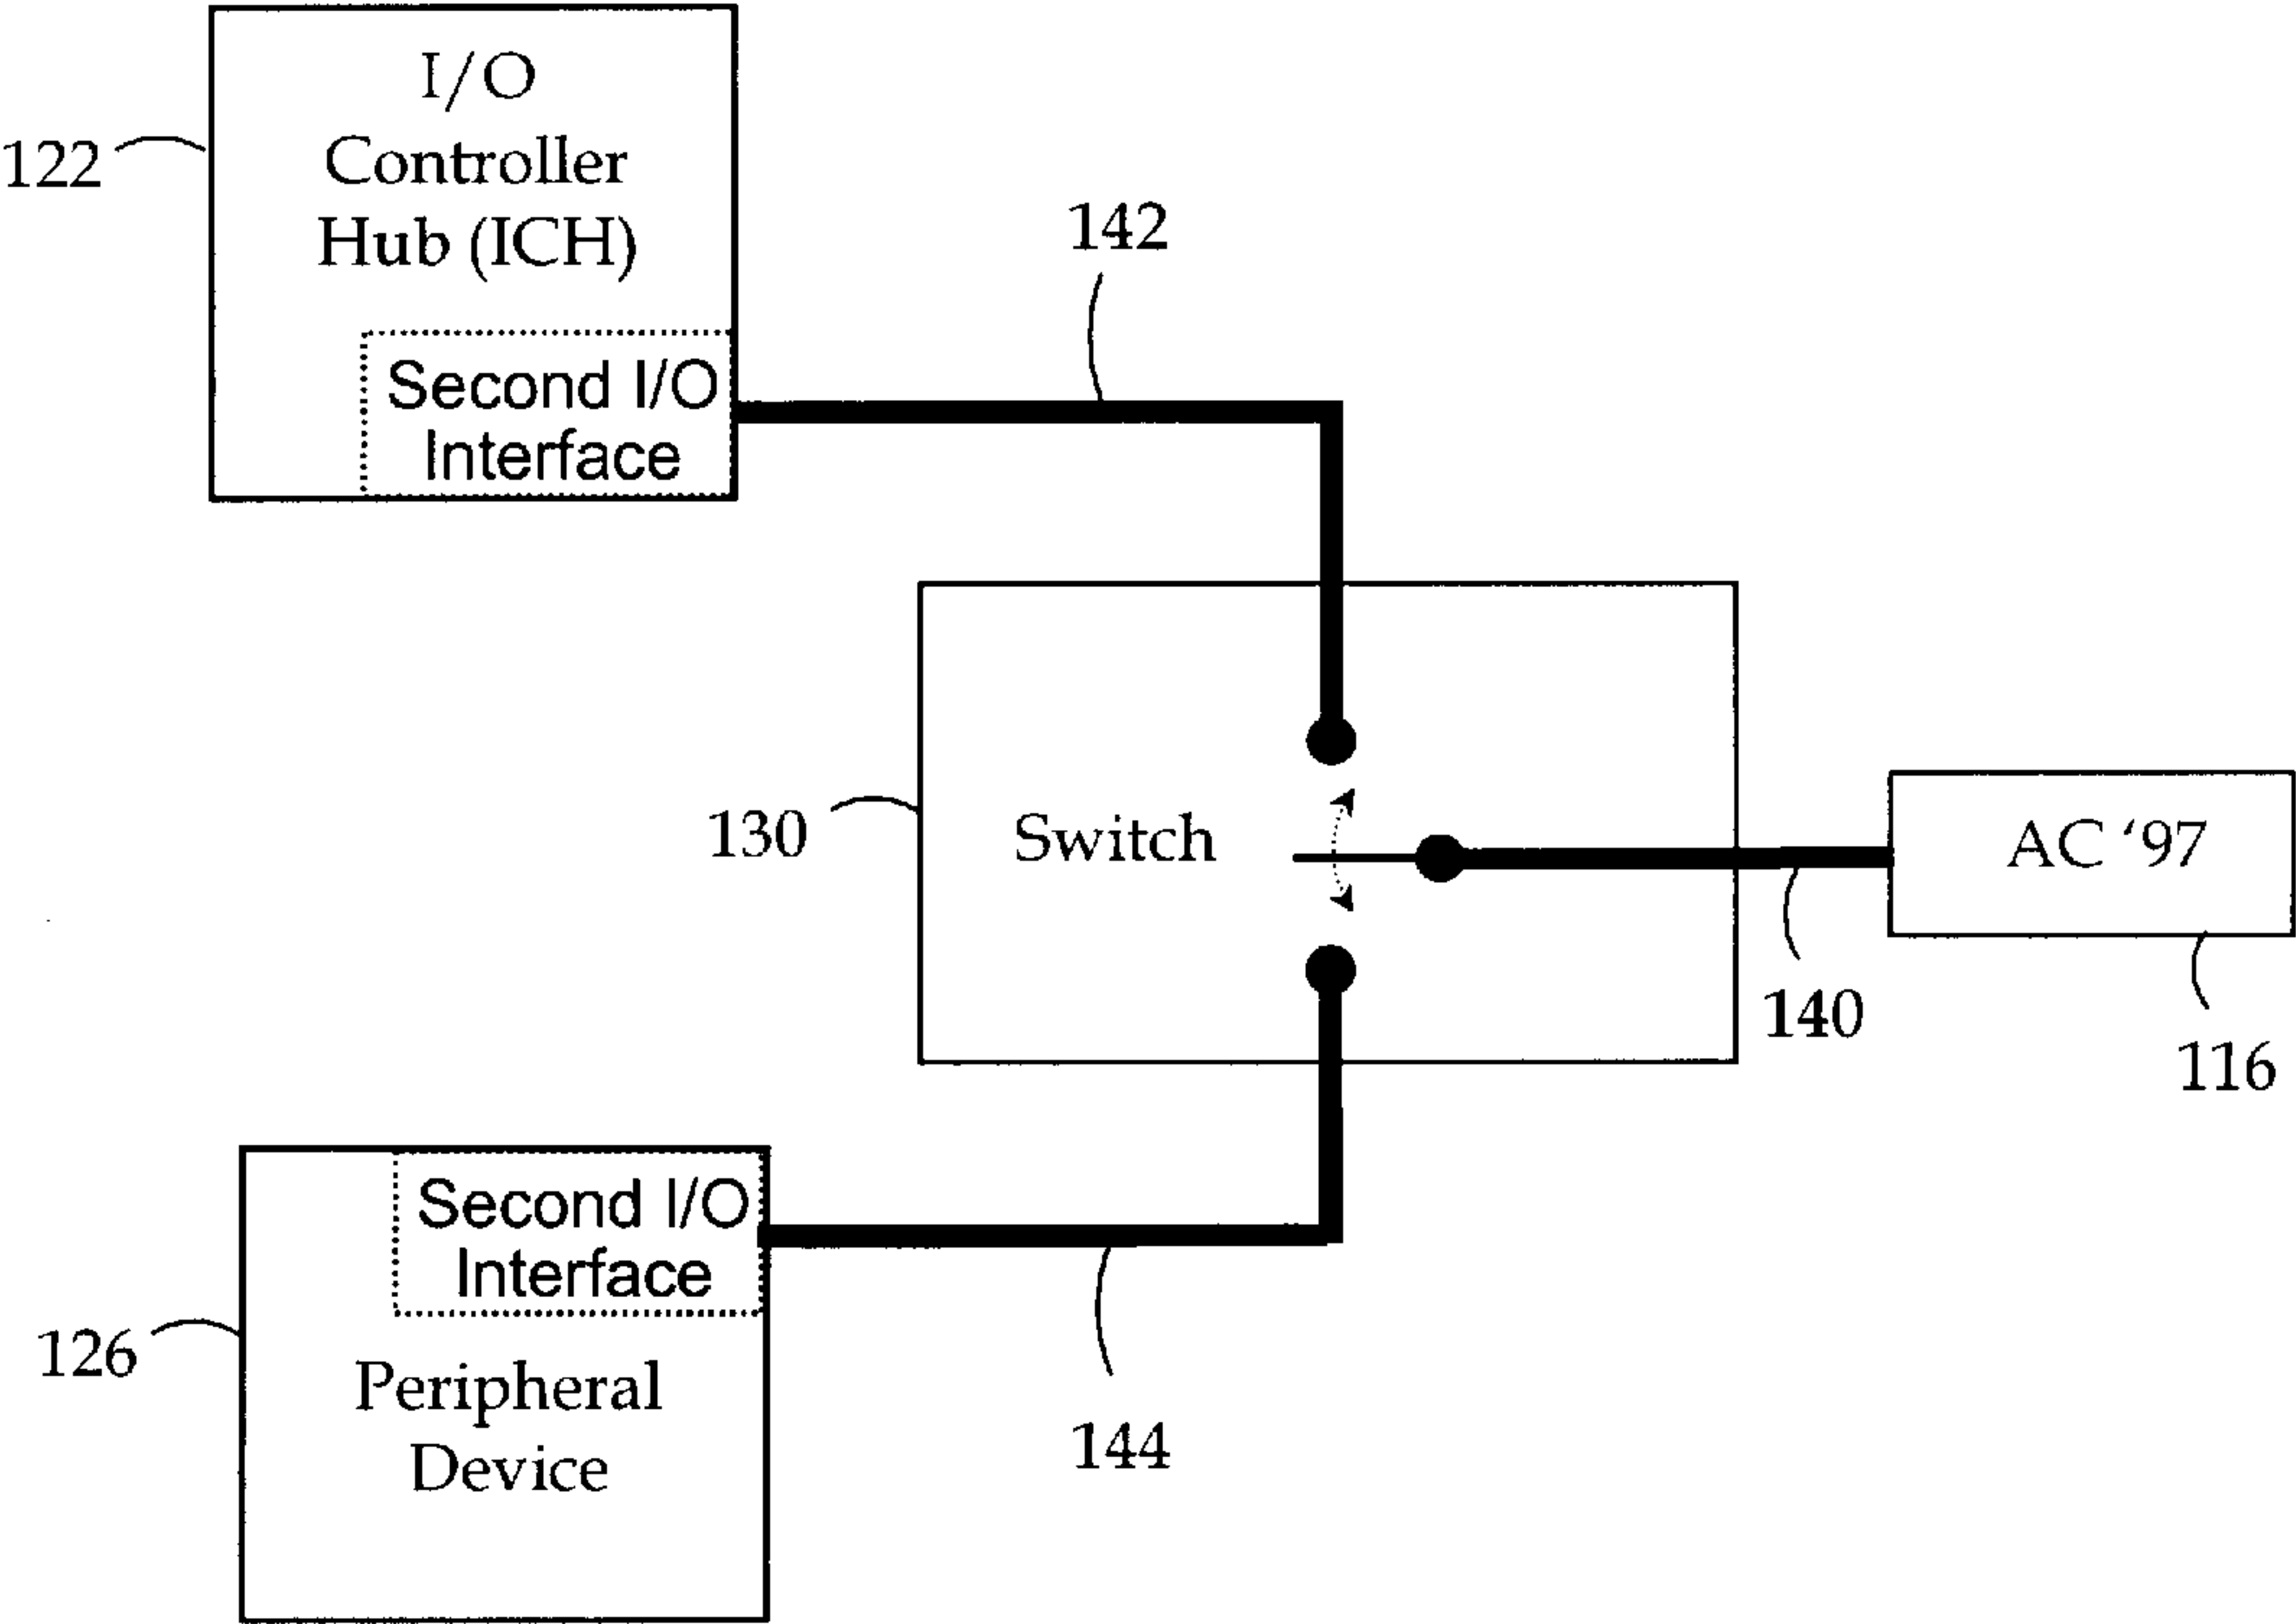 I/O
Controller
Hub (ICH)
122
Second I/O
Interface
142
130
Switch
AC ‘97
140
116
Second I/O
Interface
126
Peripheral
Device
144